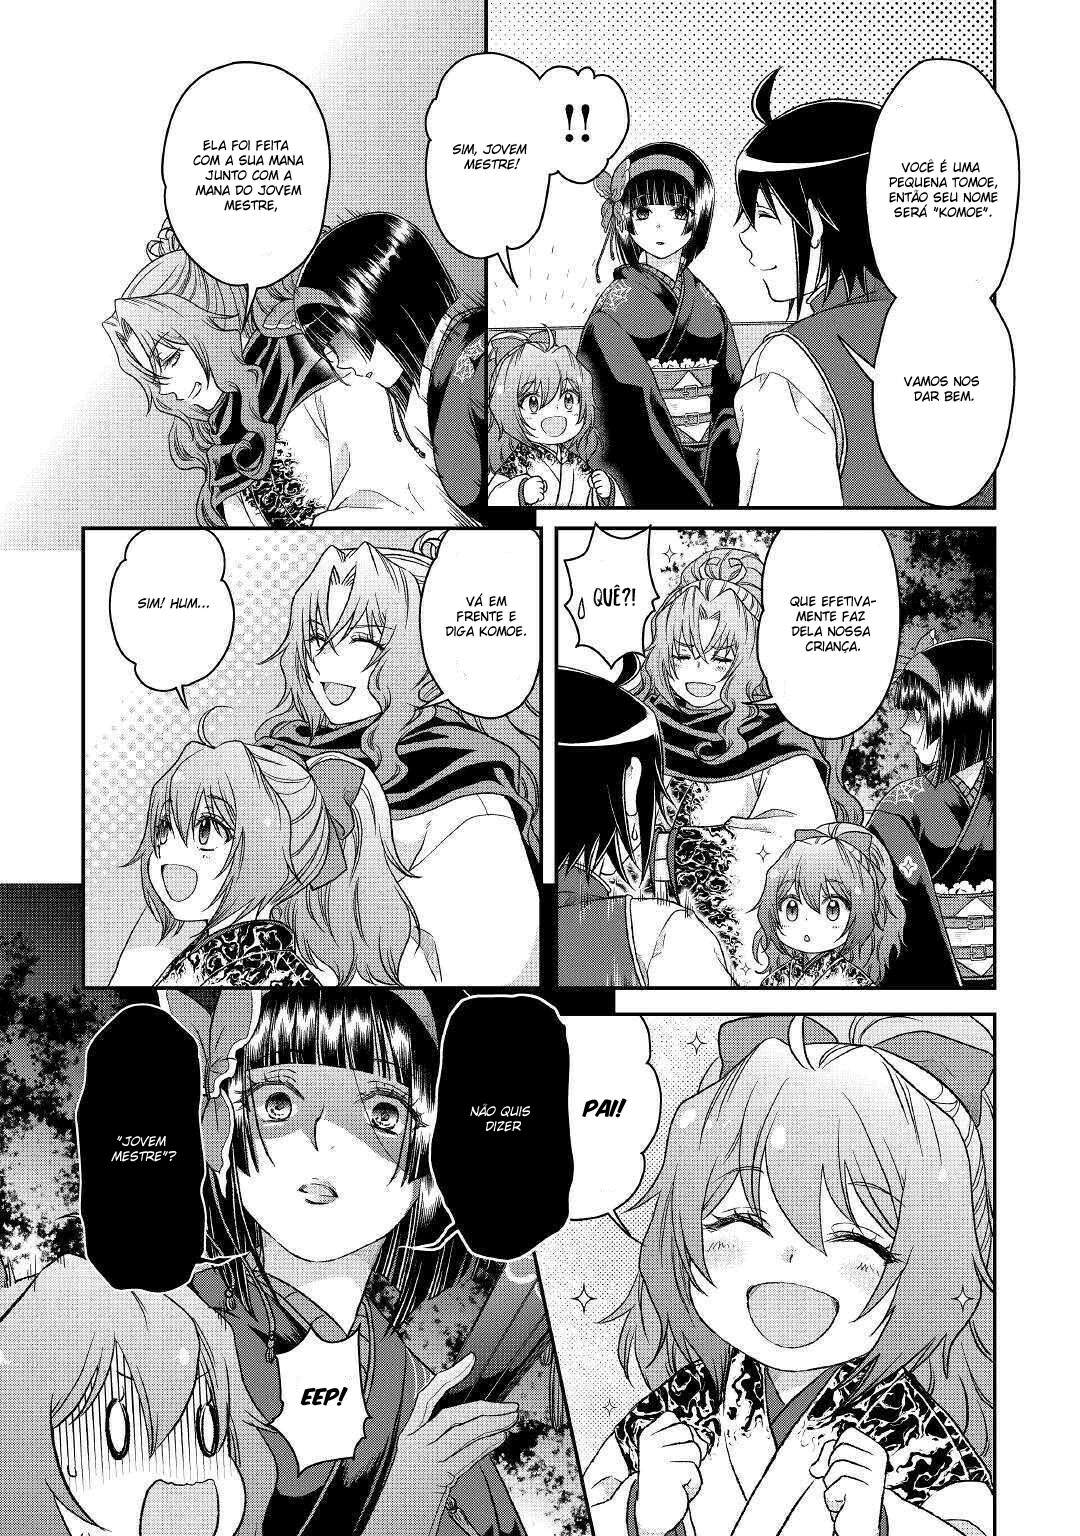 VOCÊ É UMA
PEQUENA TOMOE,
ENTÃO SEU NOME
SERÁ "KOMOE".
VAMOS NOS
DAR BEM.
!!
SIM, JOVEM
MESTRE!
ELA FOI FEITA
COM A SUA MANA
JUNTO COM A
MANA DO JOVEM
MESTRE,
QUE EFETIVA-
MENTE FAZ
DELA NOSSA
CRIANÇA.
QUÊ?!
VÁ EM
FRENTE E
DIGA KOMOE.
SIM! HUM...
PAI!
NÃO QUIS
DIZER
"JOVEM
MESTRE"?
EEP!